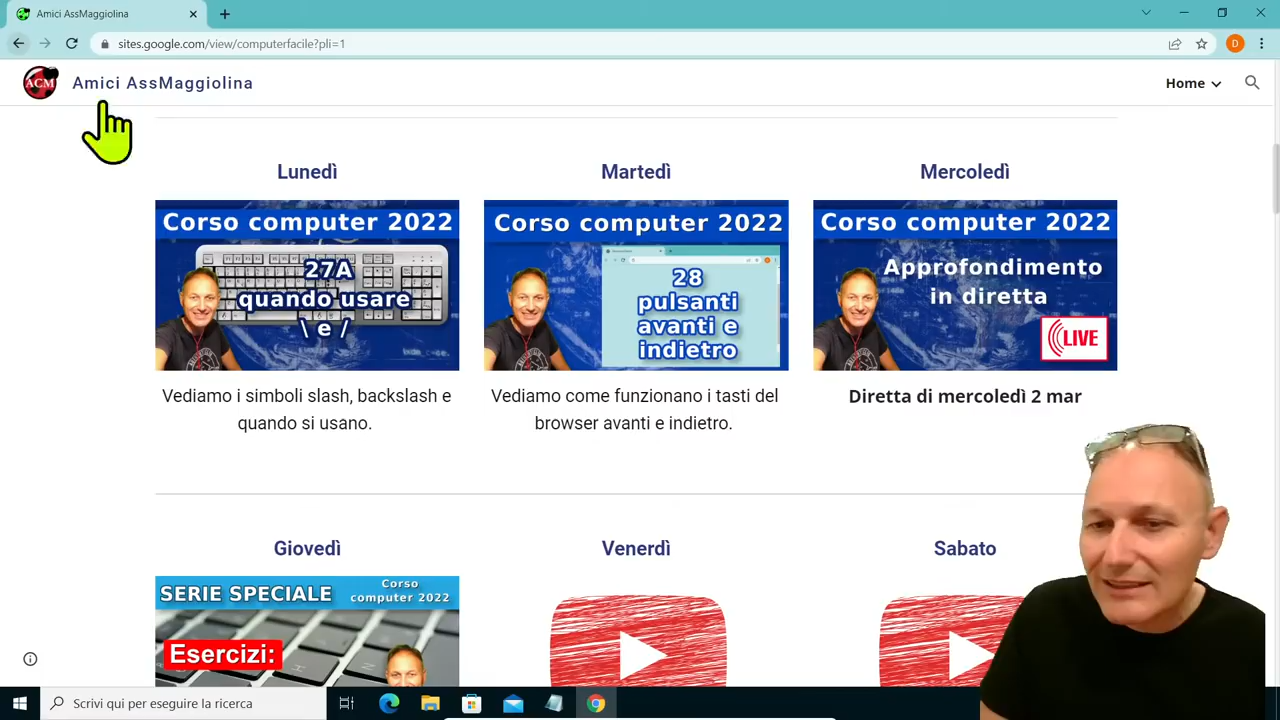 Amici AssMaggiolina
sites.google.com/view/computerfacile?pli=1
D
ACM
Amici AssMaggiolina
Home
Lunedì
Martedì
Mercoledì
Corso computer 2022
27A
quando usare
\ e /
Corso computer 2022
28
pulsanti
avanti e
indietro
Corso computer 2022
Approfondimento
in diretta
LIVE
Vediamo i simboli slash, backslash e
quando si usano.
Vediamo come funzionano i tasti del
browser avanti e indietro.
Diretta di mercoledì 2 mar
Giovedì
Venerdì
Sabato
SERIE SPECIALE
Corso
computer 2022
Esercizi:
Scrivi qui per eseguire la ricerca